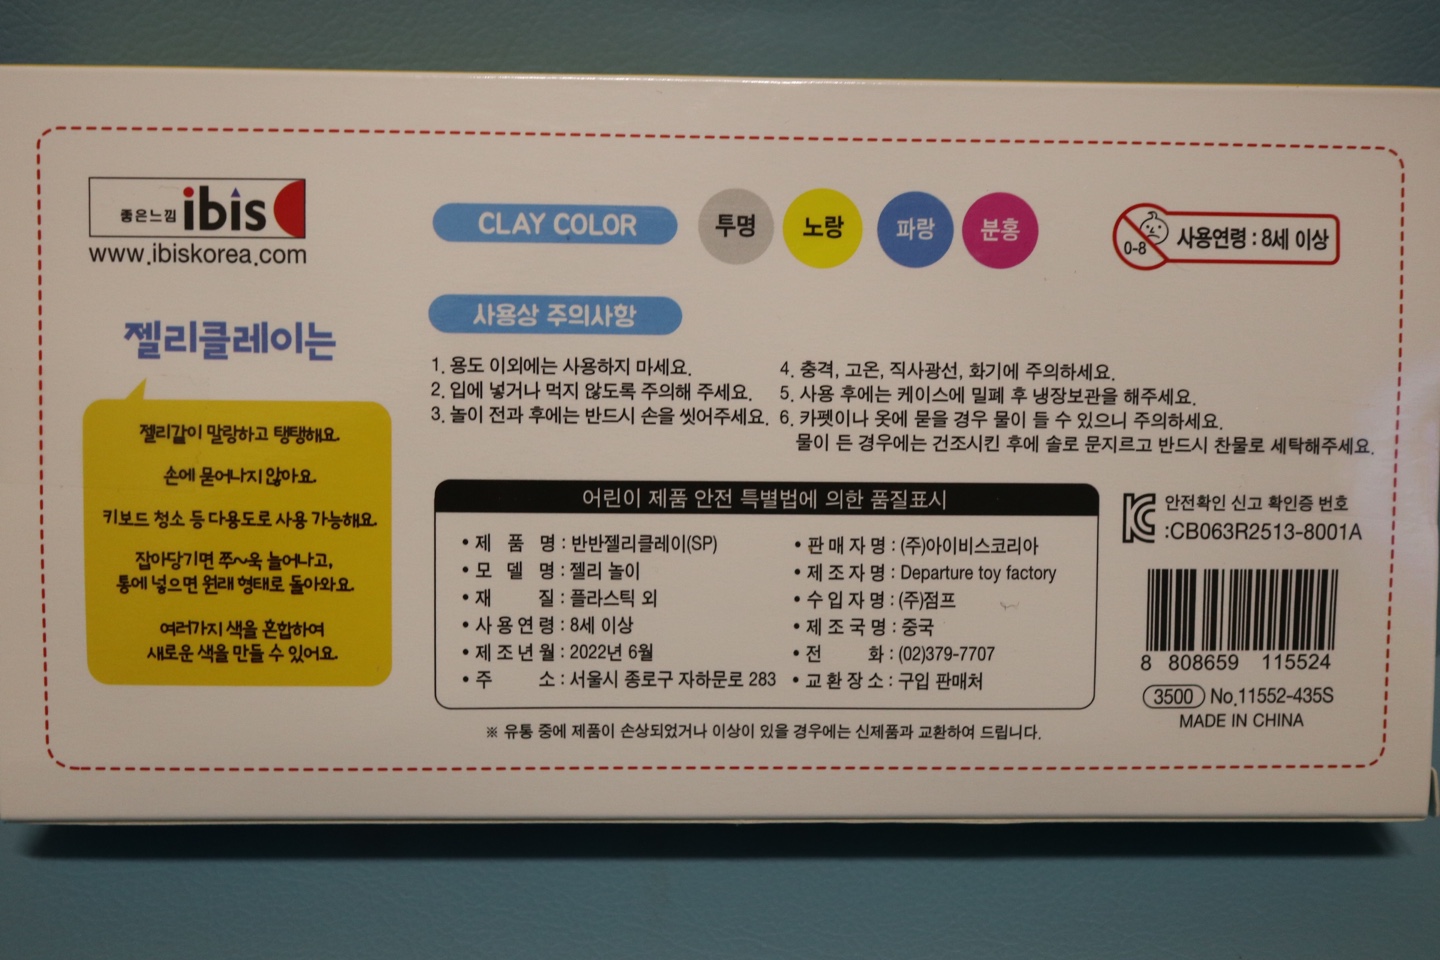 좋은느낌 ibis
www.ibiskorea.com
CLAY COLOR
투명 노랑 파랑 분홍
0-8 사용연령 : 8세 이상
젤리클레이는
젤리같이 말랑하고 탱탱해요.
손에 묻어나지 않아요.
키보드 청소 등 다용도로 사용 가능해요.
잡아당기면 쭈~욱 늘어나고,
통에 넣으면 원래 형태로 돌아와요.
여러가지 색을 혼합하여
새로운 색을 만들 수 있어요.
사용상 주의사항
1. 용도 이외에는 사용하지 마세요.
2. 입에 넣거나 먹지 않도록 주의해 주세요.
3. 놀이 전과 후에는 반드시 손을 씻어주세요.
4. 충격, 고온, 직사광선, 화기에 주의하세요.
5. 사용 후에는 케이스에 밀폐 후 냉장보관을 해주세요.
6. 카펫이나 옷에 묻을 경우 물이 들 수 있으니 주의하세요.
물이 든 경우에는 건조시킨 후에 솔로 문지르고 반드시 찬물로 세탁해주세요.
어린이 제품 안전 특별법에 의한 품질표시
• 제 품 명 : 반반젤리클레이(SP)
• 모 델 명 : 젤리 놀이
• 재 질 : 플라스틱 외
• 사용연령 : 8세 이상
• 제조년월 : 2022년 6월
• 주 소 : 서울시 종로구 자하문로 283
• 판매자명 : (주)아이비스코리아
• 제조자명 : Departure toy factory
• 수입자명 : (주)점프
• 제조국명 : 중국
• 전 화 : (02)379-7707
• 교환장소 : 구입 판매처
※ 유통 중에 제품이 손상되었거나 이상이 있을 경우에는 신제품과 교환하여 드립니다.
안전확인 신고 확인증 번호
:CB063R2513-8001A
8 808659 115524
3500 No.11552-435S
MADE IN CHINA